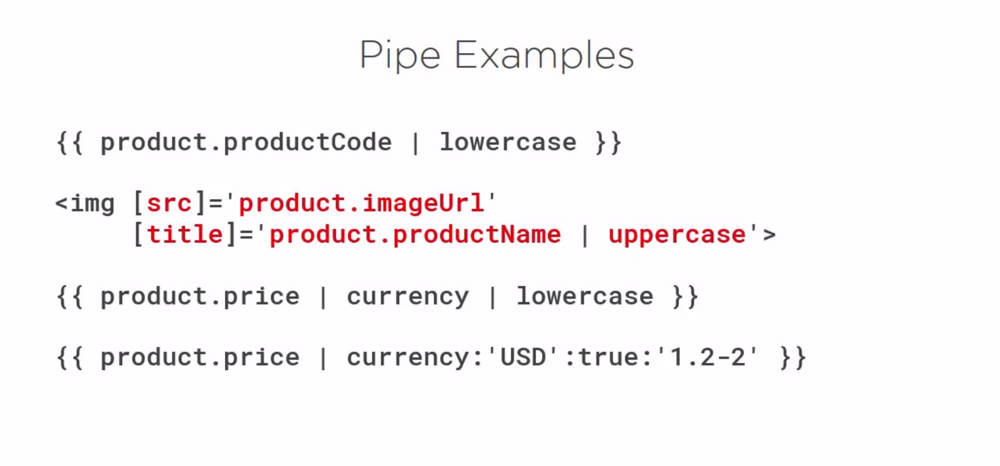 Pipe Examples
{{ product.productCode | lowercase }}
<img [src]='product.imageUrl'
[title]='product.productName | uppercase'>
{{ product.price | currency | lowercase }}
{{ product.price | currency:'USD':true:'1.2-2' }}